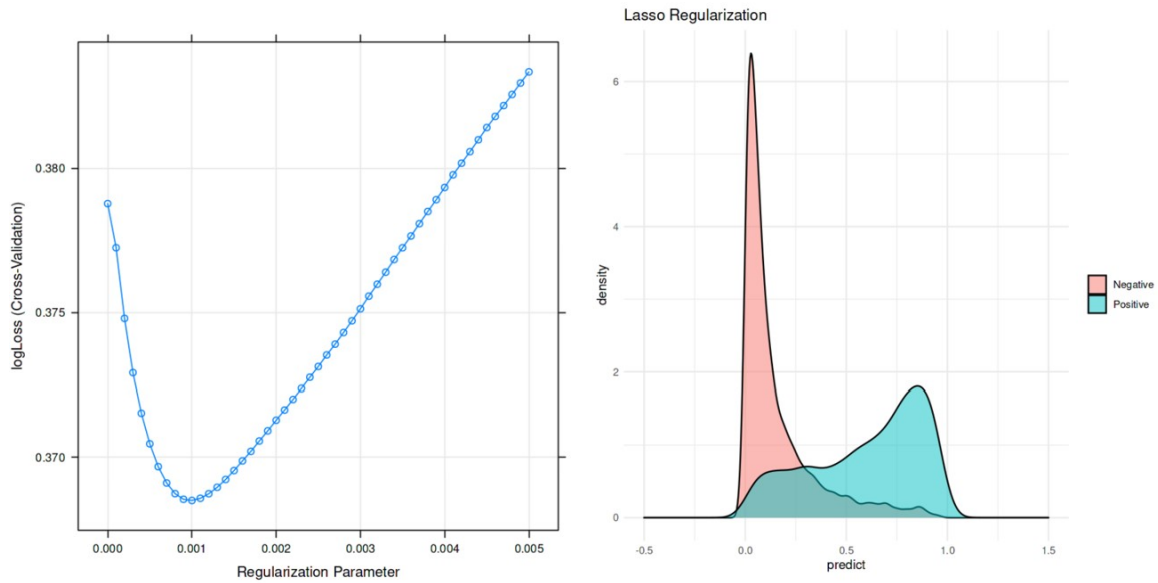 logLoss (Cross-Validation)
0.380
0.375
0.370
0.000 0.001 0.002 0.003 0.004 0.005
Regularization Parameter
Lasso Regularization
density
6
4
2
0
-0.5 0.0 0.5 1.0 1.5
predict
Negative
Positive